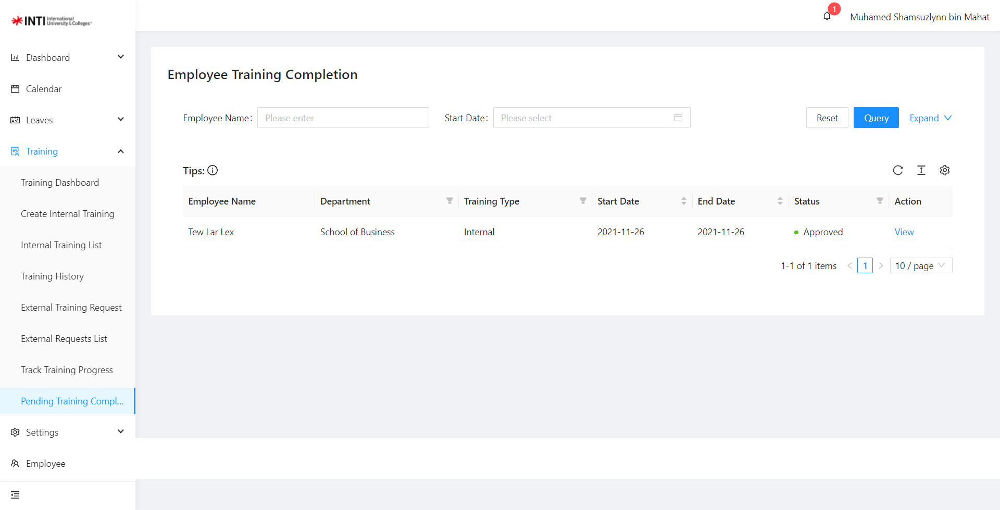 INTI International
University & Colleges
1
Muhamed Shamsuzlynn bin Mahat
Dashboard
Calendar
Leaves
Training
Training Dashboard
Create Internal Training
Internal Training List
Training History
External Training Request
External Requests List
Track Training Progress
Pending Training Compl...
Settings
Employee
Employee Training Completion
Employee Name: Please enter Start Date: Please select Reset Query Expand
Tips:
Employee Name Department Training Type Start Date End Date Status Action
Tew Lar Lex School of Business Internal 2021-11-26 2021-11-26 Approved View
1-1 of 1 items < 1 > 10 / page